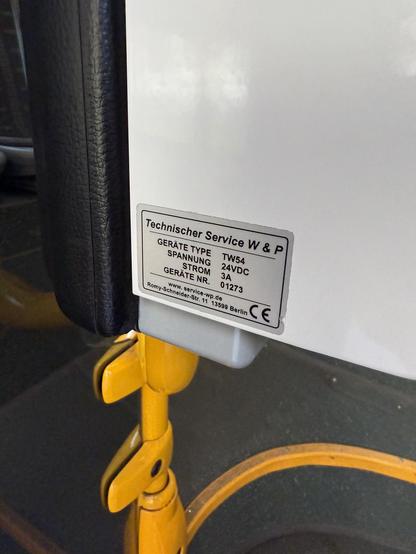 Technischer Service W & P
GERÄTE TYPE TW54
SPANNUNG 24VDC
STROM 3A
GERÄTE NR. 01273
www.service-wp.de
Romy-Schneider-Str. 11 13599 Berlin CE